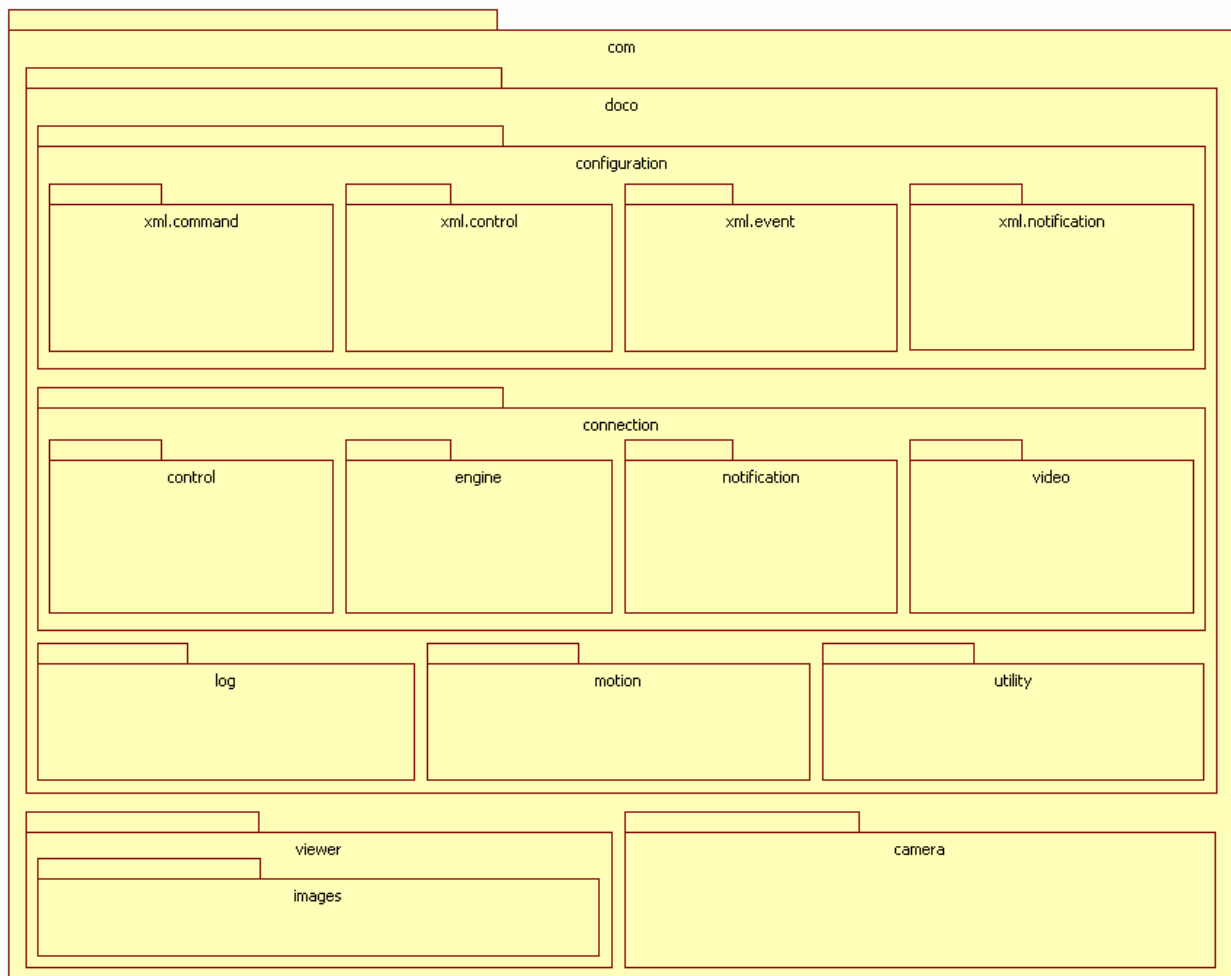 com
doco
configuration
xml.command
xml.control
xml.event
xml.notification
connection
control
engine
notification
video
log
motion
utility
viewer
camera
images